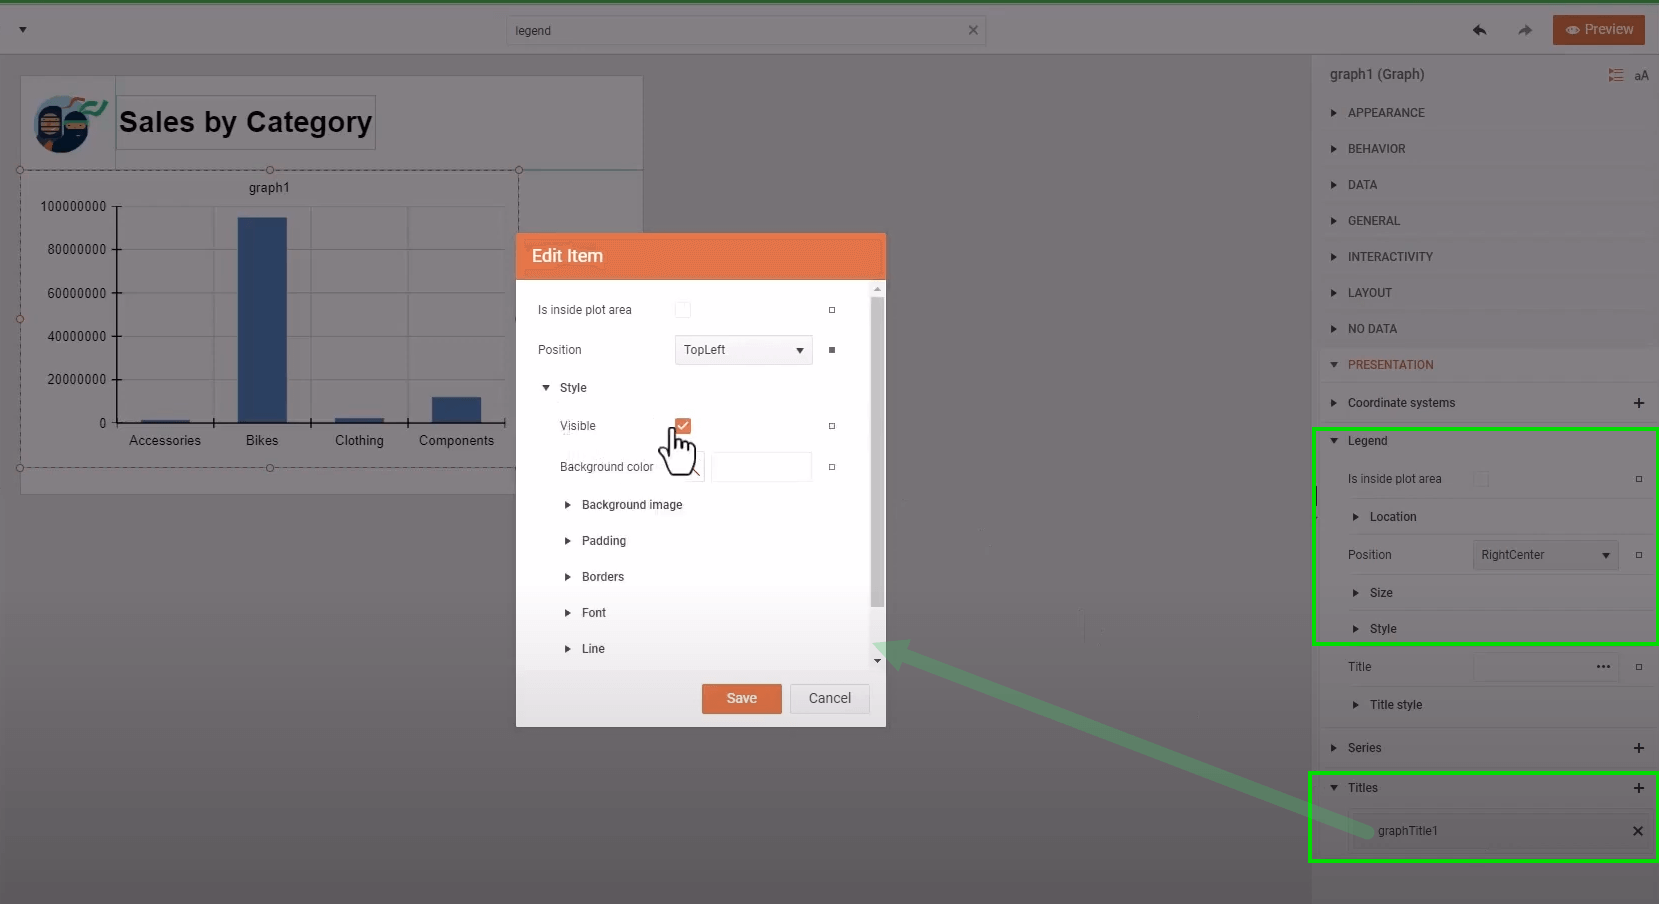 legend
Preview
Sales by Category
graph1
100000000
80000000
60000000
40000000
20000000
0
Accessories Bikes Clothing Components
Edit Item
Is inside plot area
Position TopLeft
Style
Visible
Background color
Background image
Padding
Borders
Font
Line
Save Cancel
graph1 (Graph) aA
APPEARANCE
BEHAVIOR
DATA
GENERAL
INTERACTIVITY
LAYOUT
NO DATA
PRESENTATION
Coordinate systems
Legend
Is inside plot area
Location
Position RightCenter
Size
Style
Title
Title style
Series
Titles
graphTitle1